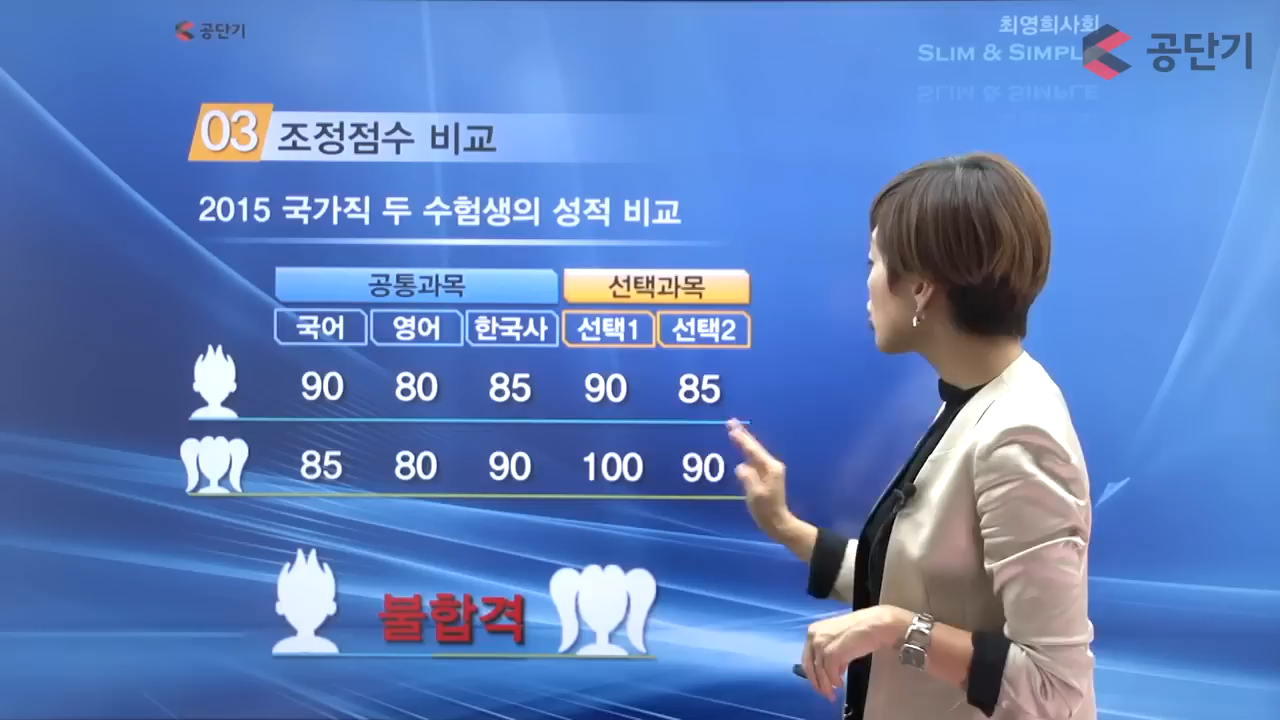 공단기
최영희사회
SLIM & SIMPLE
공단기
03 조정점수 비교
2015 국가직 두 수험생의 성적 비교
공통과목 선택과목
국어 영어 한국사 선택1 선택2
90 80 85 90 85
85 80 90 100 90
불합격